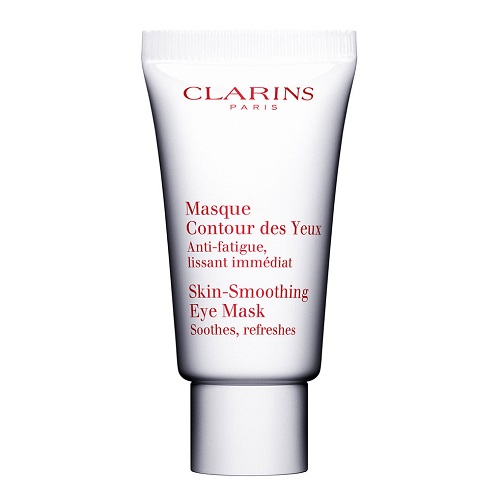 CLARINS
PARIS
Masque
Contour des Yeux
Anti-fatigue,
lissant immédiat
Skin-Smoothing
Eye Mask
Soothes, refreshes